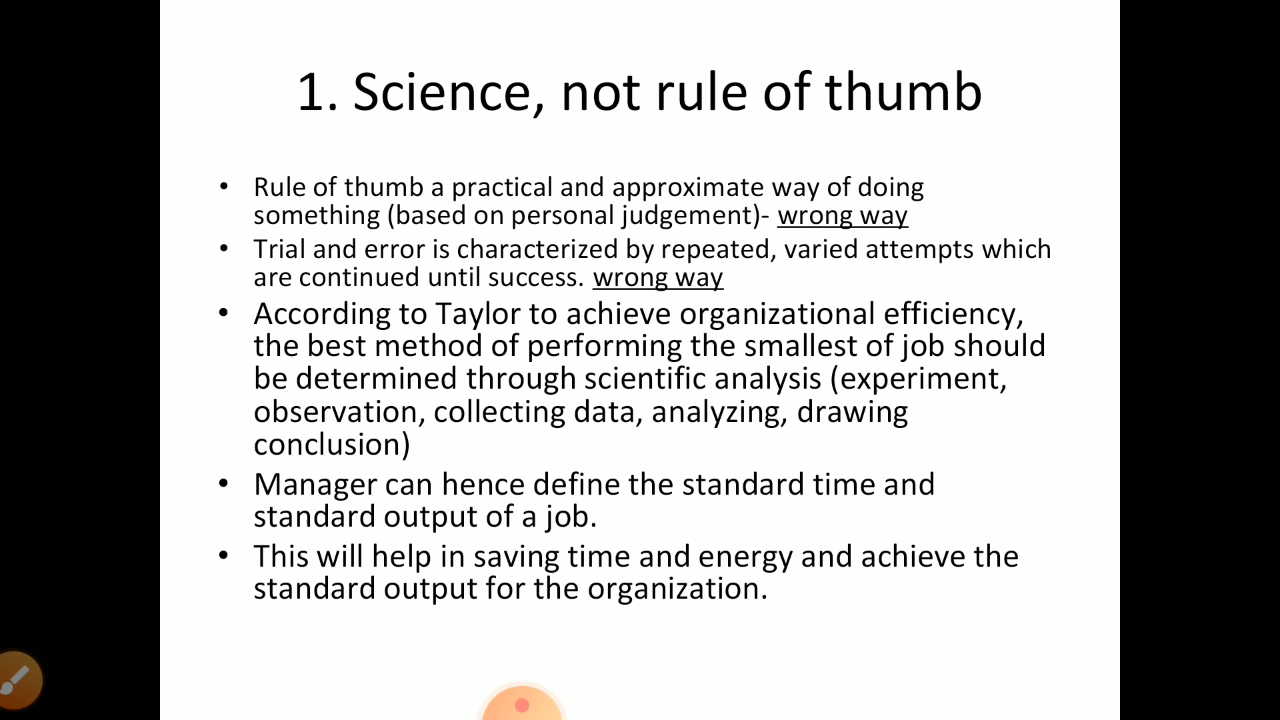 1. Science, not rule of thumb
• Rule of thumb a practical and approximate way of doing
something (based on personal judgement)- wrong way
• Trial and error is characterized by repeated, varied attempts which
are continued until success. wrong way
• According to Taylor to achieve organizational efficiency,
the best method of performing the smallest of job should
be determined through scientific analysis (experiment,
observation, collecting data, analyzing, drawing
conclusion)
• Manager can hence define the standard time and
standard output of a job.
• This will help in saving time and energy and achieve the
standard output for the organization.